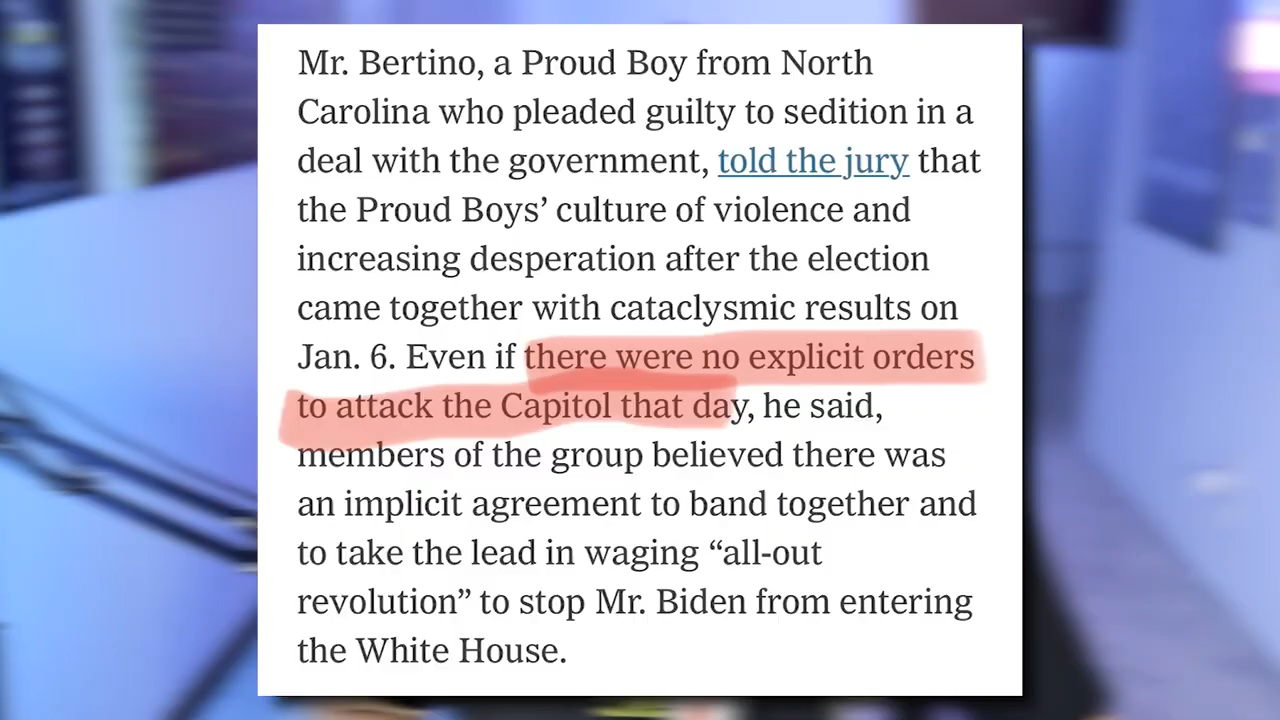 Mr. Bertino, a Proud Boy from North
Carolina who pleaded guilty to sedition in a
deal with the government, told the jury that
the Proud Boys’ culture of violence and
increasing desperation after the election
came together with cataclysmic results on
Jan. 6. Even if there were no explicit orders
to attack the Capitol that day, he said,
members of the group believed there was
an implicit agreement to band together and
to take the lead in waging “all-out
revolution” to stop Mr. Biden from entering
the White House.